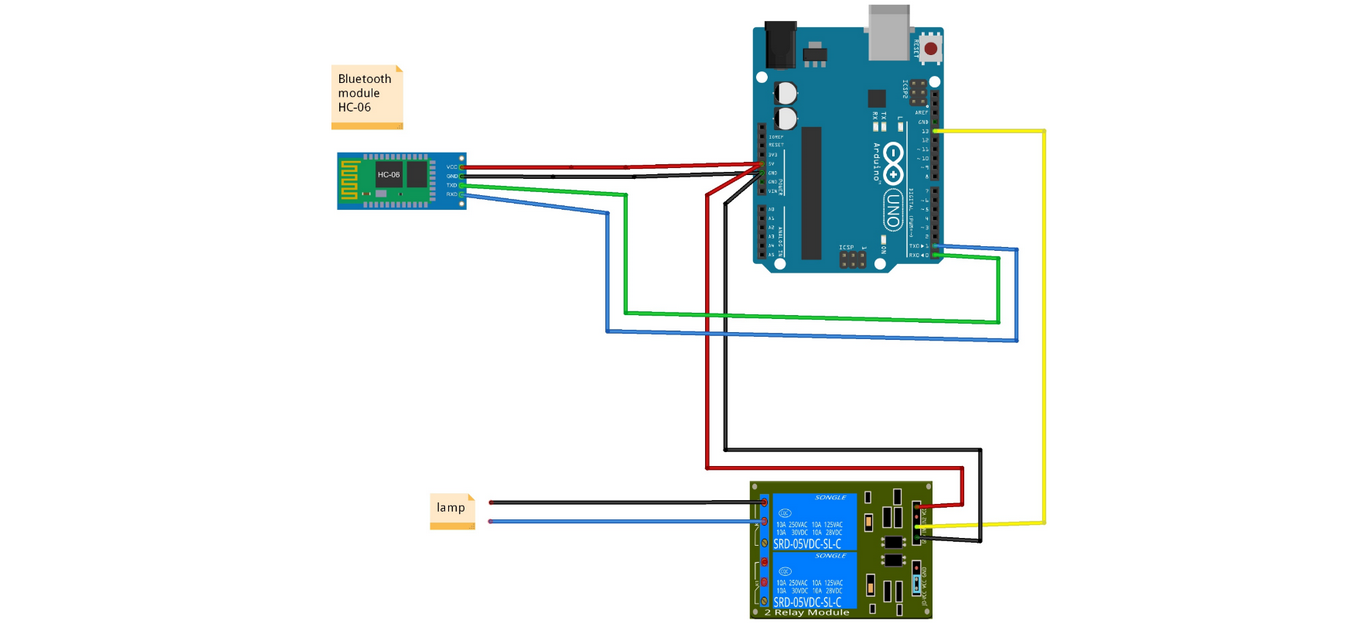 Bluetooth
module
HC-06
HC-06
VCC
GND
TXD
RXD
RESET
ICSP2
AREF
GND
13
12
~11
~10
~9
8
7
~6
~5
4
~3
2
TX0▶1
RX0◀0
DIGITAL (PWM=~)
RX
TX
L
Arduino™
UNO
ON
ICSP
1
IOREF
RESET
3V3
5V
GND
GND
VIN
POWER
A0
A1
A2
A3
A4
A5
ANALOG IN
lamp
SONGLE
10A 250VAC 10A 125VAC
10A 30VDC 10A 28VDC
SRD-05VDC-SL-C
SONGLE
10A 250VAC 10A 125VAC
10A 30VDC 10A 28VDC
SRD-05VDC-SL-C
2 Relay Module